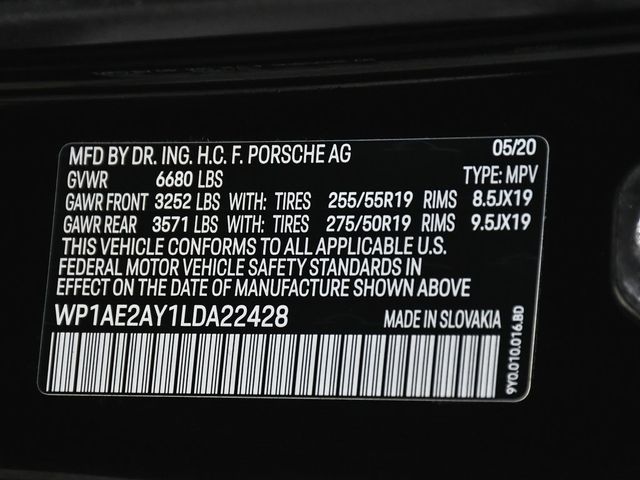 MFD BY DR. ING. H.C. F. PORSCHE AG 05/20
GVWR 6680 LBS TYPE: MPV
GAWR FRONT 3252 LBS WITH: TIRES 255/55R19 RIMS 8.5JX19
GAWR REAR 3571 LBS WITH: TIRES 275/50R19 RIMS 9.5JX19
THIS VEHICLE CONFORMS TO ALL APPLICABLE U.S.
FEDERAL MOTOR VEHICLE SAFETY STANDARDS IN
EFFECT ON THE DATE OF MANUFACTURE SHOWN ABOVE
WP1AE2AY1LDA22428 MADE IN SLOVAKIA
9Y0.010.016.BD